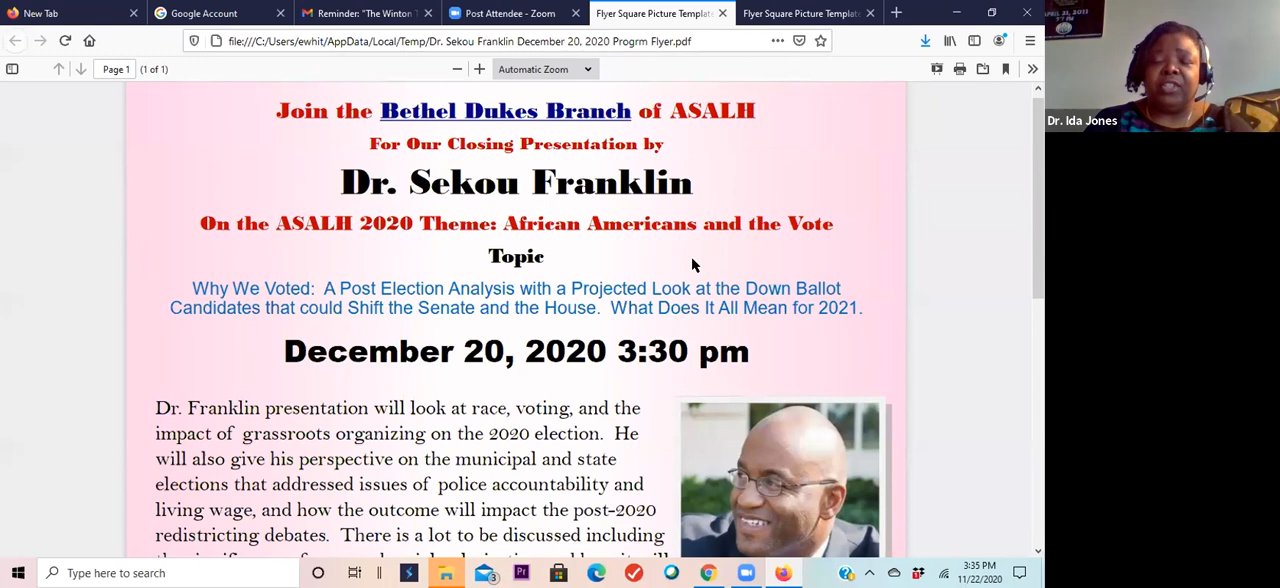 New Tab
Google Account
Reminder: "The Winton T
Post Attendee - Zoom
Flyer Square Picture Templat
Flyer Square Picture Templat
file:///C:/Users/ewhit/AppData/Local/Temp/Dr. Sekou Franklin December 20, 2020 Progrm Flyer.pdf
Page 1
(1 of 1)
Automatic Zoom
Join the Bethel Dukes Branch of ASALH
For Our Closing Presentation by
Dr. Sekou Franklin
On the ASALH 2020 Theme: African Americans and the Vote
Topic
Why We Voted: A Post Election Analysis with a Projected Look at the Down Ballot
Candidates that could Shift the Senate and the House. What Does It All Mean for 2021.
December 20, 2020 3:30 pm
Dr. Franklin presentation will look at race, voting, and the
impact of grassroots organizing on the 2020 election. He
will also give his perspective on the municipal and state
elections that addressed issues of police accountability and
living wage, and how the outcome will impact the post-2020
redistricting debates. There is a lot to be discussed including
Dr. Ida Jones
Type here to search
3
Pr
3:35 PM
11/22/2020